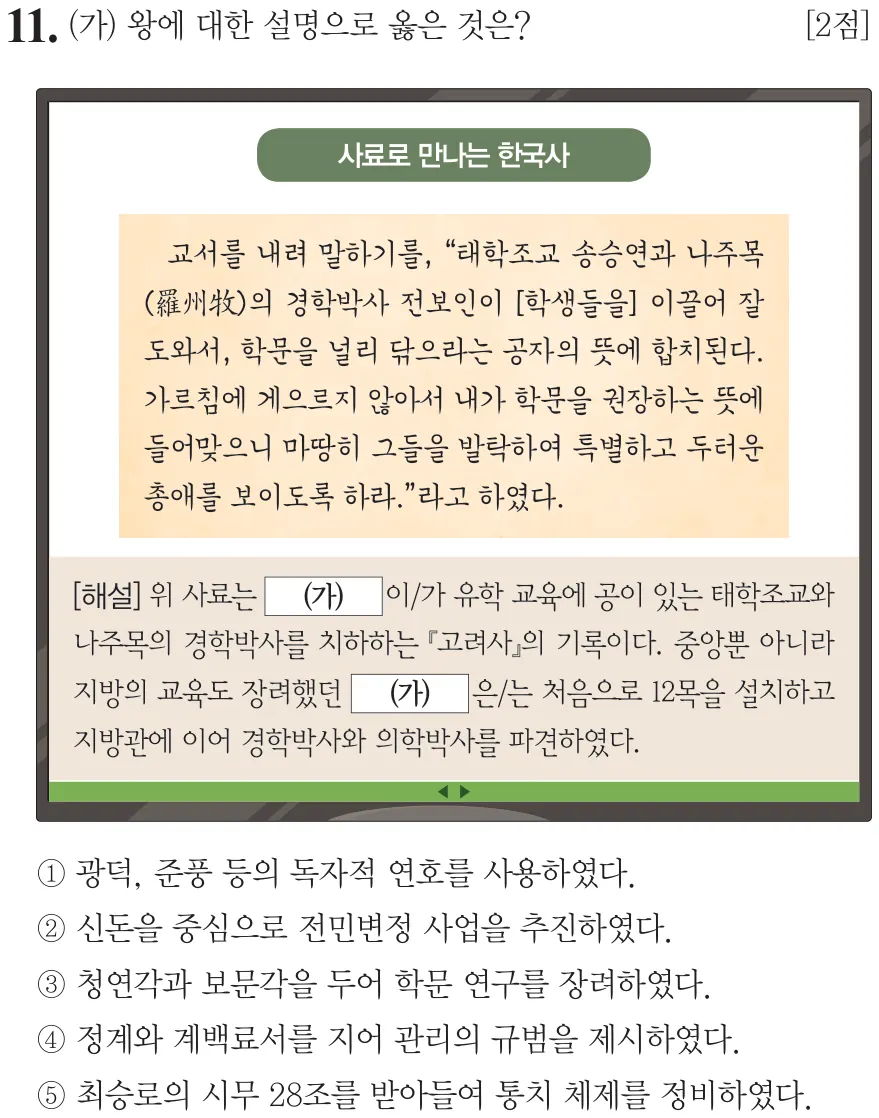 11. (가) 왕에 대한 설명으로 옳은 것은? [2점]
사료로 만나는 한국사
교서를 내려 말하기를, “태학조교 송승연과 나주목
(羅州牧)의 경학박사 전보인이 [학생들을] 이끌어 잘
도와서, 학문을 널리 닦으라는 공자의 뜻에 합치된다.
가르침에 게으르지 않아서 내가 학문을 권장하는 뜻에
들어맞으니 마땅히 그들을 발탁하여 특별하고 두터운
총애를 보이도록 하라.”라고 하였다.
[해설] 위 사료는 (가) 이/가 유학 교육에 공이 있는 태학조교와
나주목의 경학박사를 치하하는 『고려사』의 기록이다. 중앙뿐 아니라
지방의 교육도 장려했던 (가) 은/는 처음으로 12목을 설치하고
지방관에 이어 경학박사와 의학박사를 파견하였다.
① 광덕, 준풍 등의 독자적 연호를 사용하였다.
② 신돈을 중심으로 전민변정 사업을 추진하였다.
③ 청연각과 보문각을 두어 학문 연구를 장려하였다.
④ 정계와 계백료서를 지어 관리의 규범을 제시하였다.
⑤ 최승로의 시무 28조를 받아들여 통치 체제를 정비하였다.